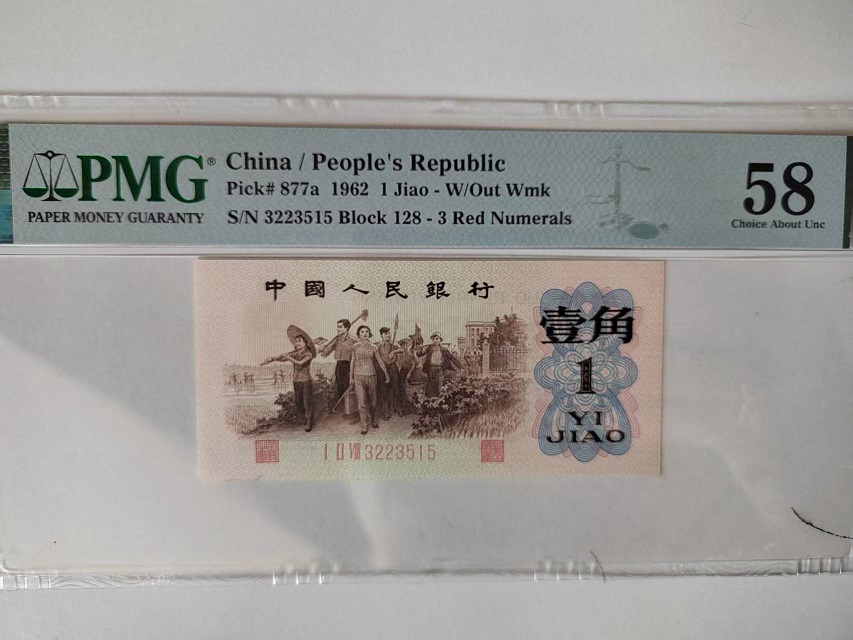 PMG®
PAPER MONEY GUARANTY
China / People's Republic
Pick# 877a 1962 1 Jiao - W/Out Wmk
S/N 3223515 Block 128 - 3 Red Numerals
58
Choice About Unc
中國人民銀行
壹角
1
YI
JIAO
I II VIII 3223515